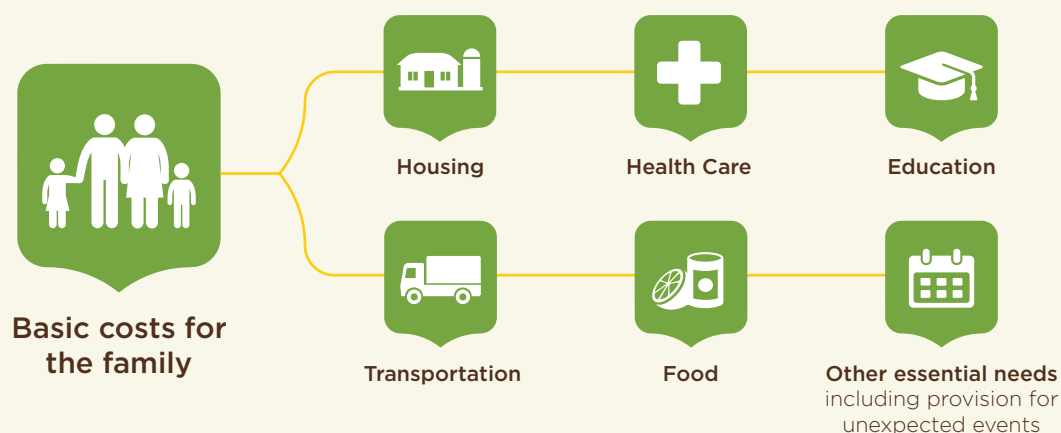 Basic costs for
the family
Housing
Health Care
Education
Transportation
Food
Other essential needs
including provision for
unexpected events